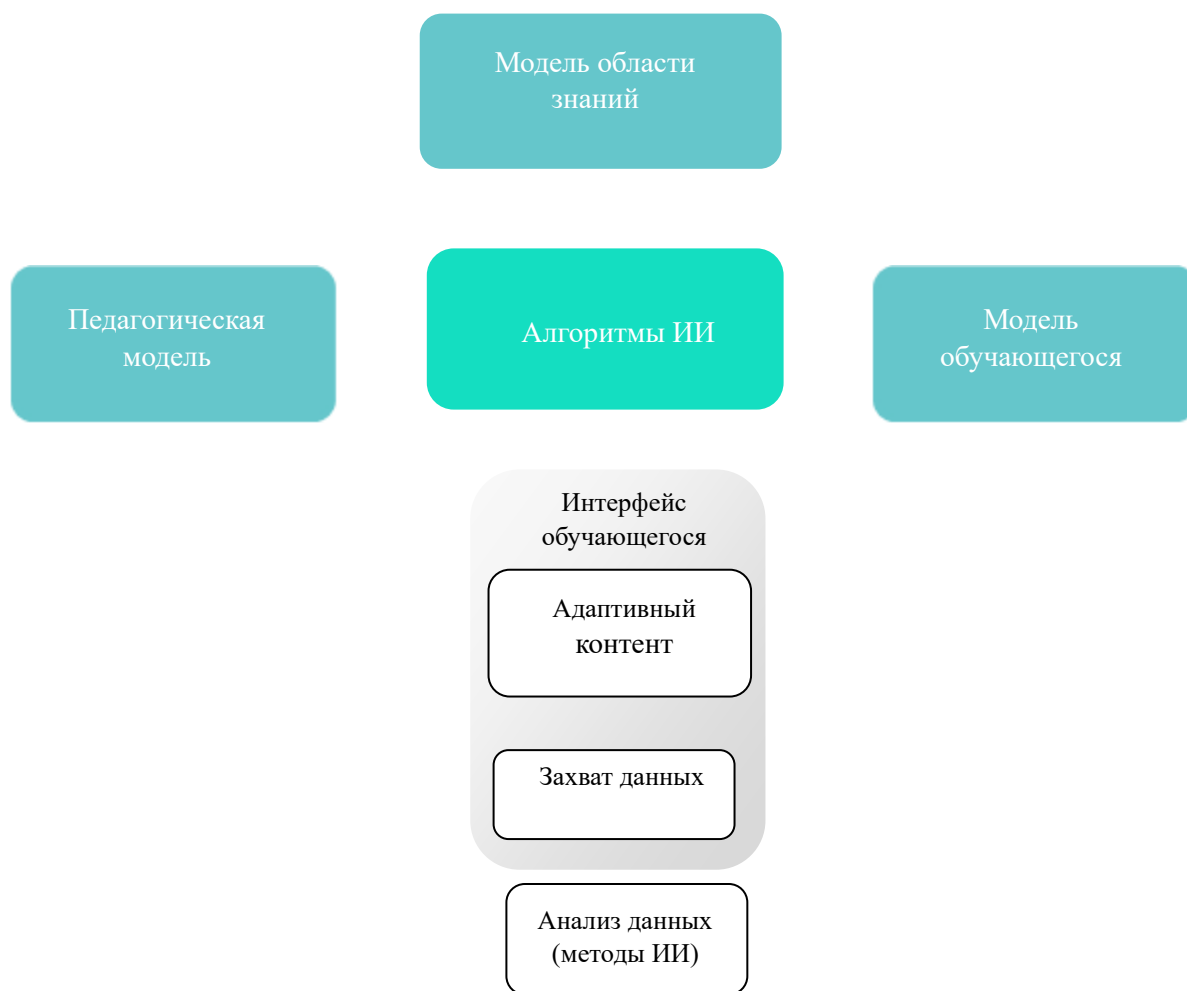 Модель области
знаний
Педагогическая
модель
Алгоритмы ИИ
Модель
обучающегося
Интерфейс
обучающегося
Адаптивный
контент
Захват данных
Анализ данных
(методы ИИ)